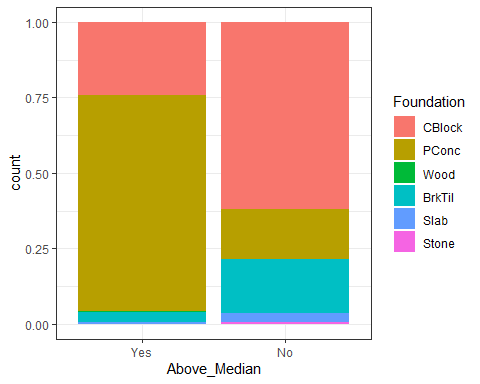 1.00
0.75
0.50
0.25
0.00
count
Yes
No
Above_Median
Foundation
CBlock
PConc
Wood
BrkTil
Slab
Stone